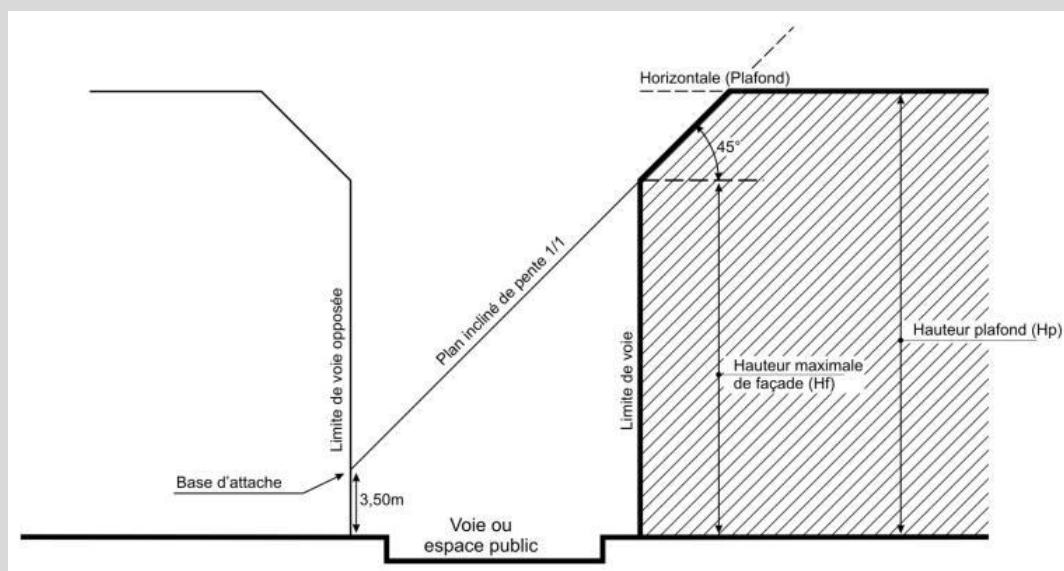 Horizontale (Plafond)
45°
Plan incliné de pente 1/1
Limite de voie opposée
Limite de voie
Hauteur plafond (Hp)
Hauteur maximale
de façade (Hf)
Base d'attache
3,50m
Voie ou
espace public